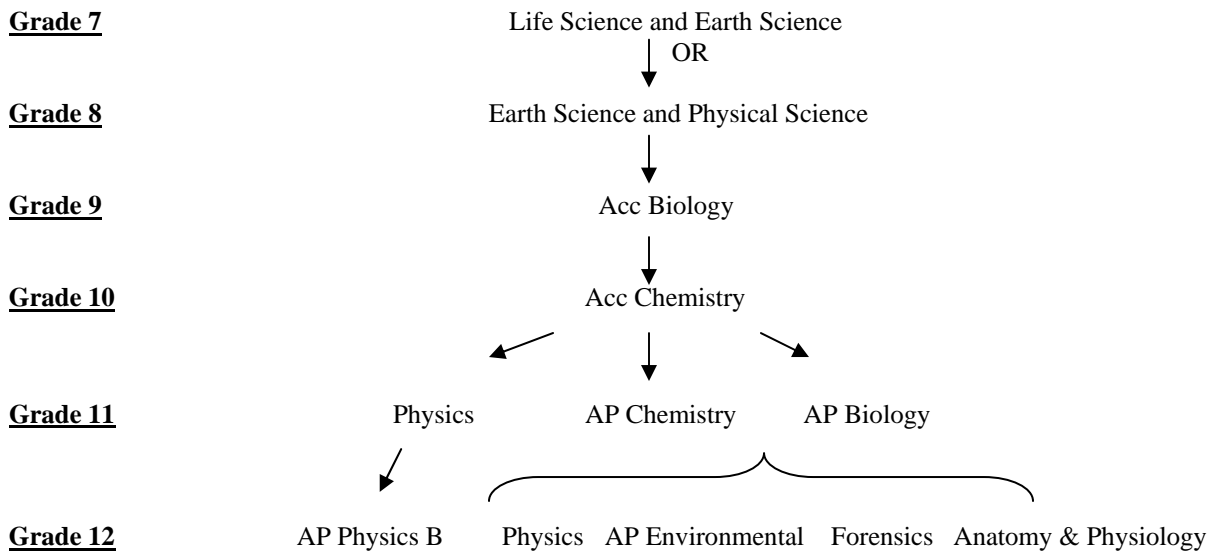 Grade 7 Life Science and Earth Science
OR
Grade 8 Earth Science and Physical Science
Grade 9 Acc Biology
Grade 10 Acc Chemistry
Grade 11 Physics AP Chemistry AP Biology
Grade 12 AP Physics B Physics AP Environmental Forensics Anatomy & Physiology